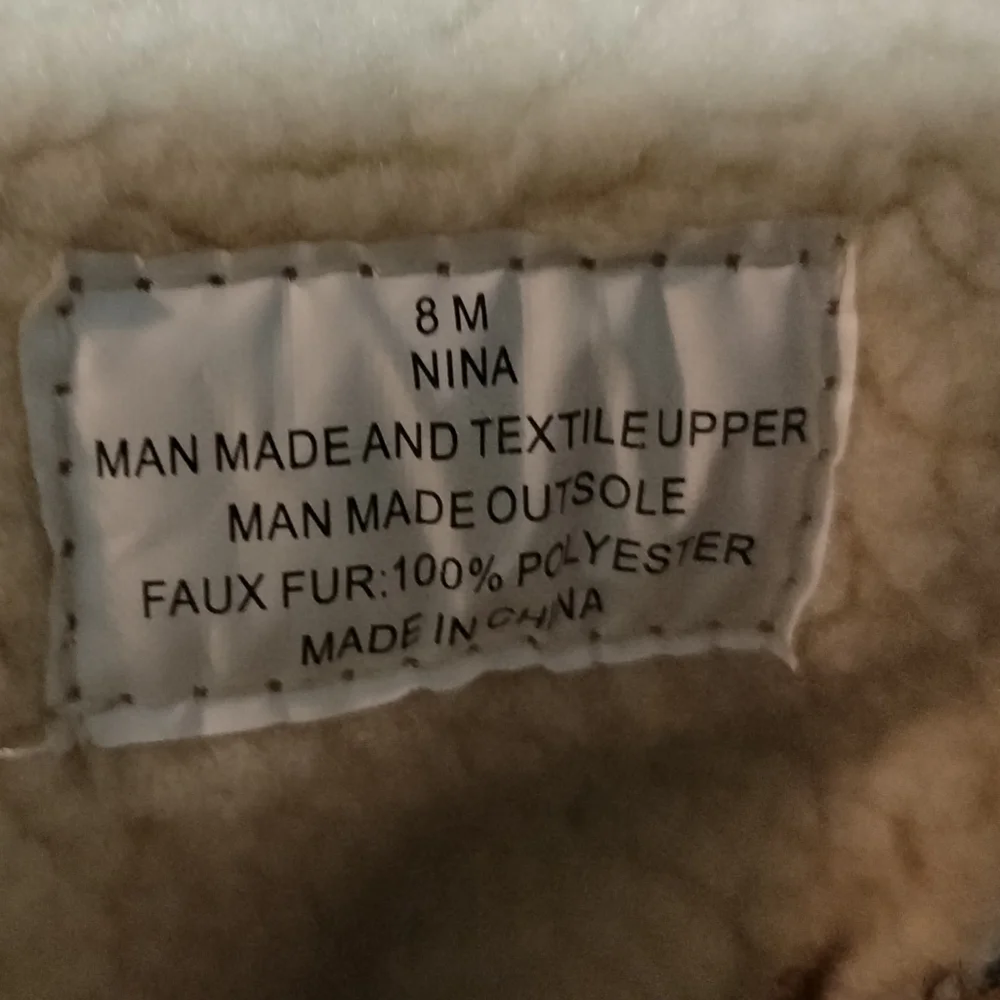 8 M
NINA
MAN MADE AND TEXTILE UPPER
MAN MADE OUTSOLE
FAUX FUR:100% POLYESTER
MADE IN CHINA